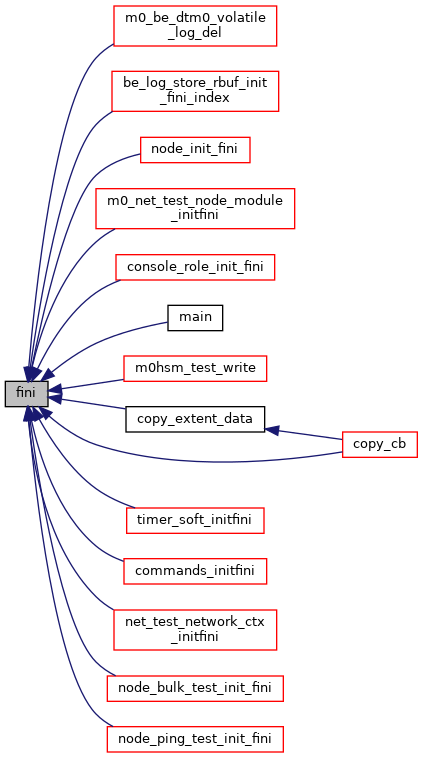 m0_be_dtm0_volatile
_log_del
be_log_store_rbuf_init
_fini_index
node_init_fini
m0_net_test_node_module
_initfini
console_role_init_fini
main
fini
m0hsm_test_write
copy_extent_data
copy_cb
timer_soft_initfini
commands_initfini
net_test_network_ctx
_initfini
node_bulk_test_init_fini
node_ping_test_init_fini